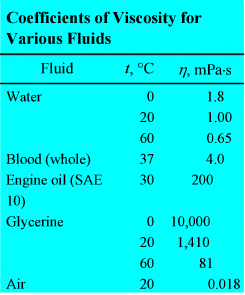 Coefficients of Viscosity for
Various Fluids
Fluid t, °C η, mPa·s
Water 0 1.8
20 1.00
60 0.65
Blood (whole) 37 4.0
Engine oil (SAE 30 200
10)
Glycerine 0 10,000
20 1,410
60 81
Air 20 0.018